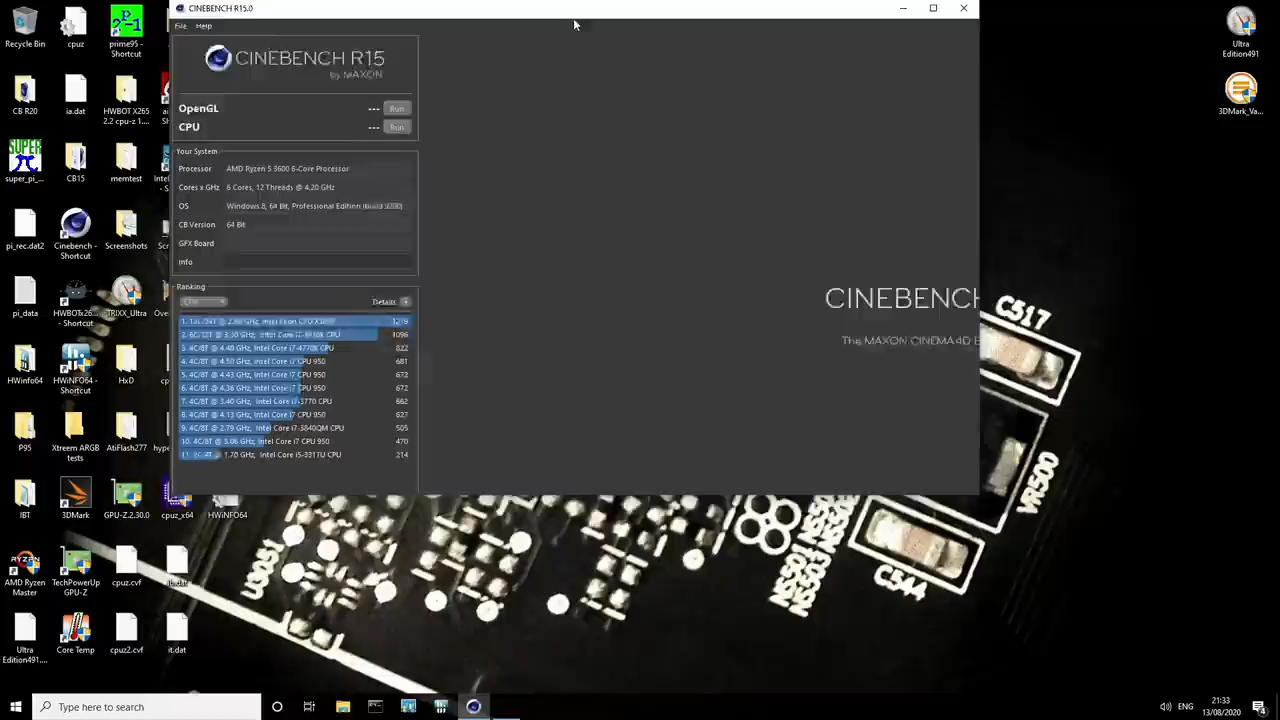 CINEBENCH R15.0
File Help
CINEBENCH R15
by MAXON
OpenGL --- Run
CPU --- Run
Your System
Processor AMD Ryzen 5 3600 6-Core Processor
Cores x GHz 6 Cores, 12 Threads @ 4.20 GHz
OS Windows 8, 64 Bit, Professional Edition
CB Version 64 Bit
GFX Board
Info
Ranking
Details
1279
1096
3. 4C/8T @ 4.40 GHz, Intel Core i7-4770K CPU 822
4. 4C/8T @ 4.50 GHz, Intel Core i7 CPU 950 681
5. 4C/8T @ 4.43 GHz, Intel Core i7 CPU 950 672
6. 4C/8T @ 4.36 GHz, Intel Core i7 CPU 950 672
7. 4C/8T @ 3.40 GHz, Intel Core i7-3770 CPU 662
8. 4C/8T @ 4.13 GHz, Intel Core i7 CPU 950 627
9. 4C/8T @ 2.79 GHz, Intel Core i7-3840QM CPU 505
10. 4C/8T @ 3.06 GHz, Intel Core i7 CPU 950 470
1.70 GHz, Intel Core i5-3317U CPU 214
CINEBENCH
The MAXON CINEMA 4D
Recycle Bin
cpuz
prime95 -
Shortcut
CB R20
ia.dat
HWBOT X265
2.2 cpu-z 1....
SUPER
π
super_pi_...
CB15
memtest
pi_rec.dat2
Cinebench -
Shortcut
Screenshots
pi_data
HWBOTx26...
- Shortcut
TRIXX_Ultra
HWinfo64
HWiNFO64 -
Shortcut
HxD
P95
Xtreem ARGB
tests
AtiFlash277
IBT
3DMark
GPU-Z.2.30.0
cpuz_x64
HWiNFO64
RYZEN
AMD Ryzen
Master
TechPowerUp
GPU-Z
cpuz.cvf
ib.dat
Ultra
Edition491....
Core Temp
cpuz2.cvf
it.dat
Ultra
Edition491
3DMark_Va...
C517
VR500
C544
U3051
NS501
NS503
Type here to search
ENG
21:33
13/08/2020